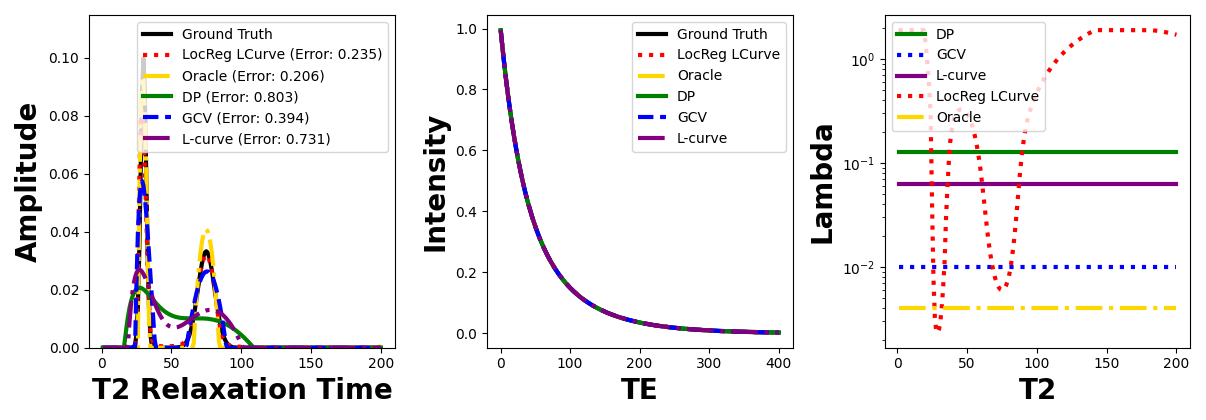 Amplitude
0.10
0.08
0.06
0.04
0.02
0.00
Ground Truth
LocReg LCurve (Error: 0.235)
Oracle (Error: 0.206)
DP (Error: 0.803)
GCV (Error: 0.394)
L-curve (Error: 0.731)
0 50 100 150 200
T2 Relaxation Time
Intensity
1.0
0.8
0.6
0.4
0.2
0.0
Ground Truth
LocReg LCurve
Oracle
DP
GCV
L-curve
0 100 200 300 400
TE
Lambda
10⁰
10⁻¹
10⁻²
DP
GCV
L-curve
LocReg LCurve
Oracle
0 50 100 150 200
T2